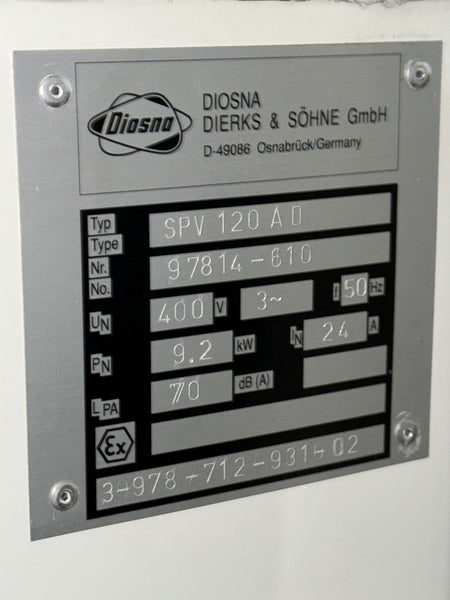 Diosna
DIOSNA
DIERKS & SÖHNE GmbH
D-49086 Osnabrück/Germany
Typ
Type SPV 120 A D
Nr.
No. 97814-610
UN 400 V 3~ f 50 Hz
PN 9.2 kW IN 24 A
LPA 70 dB (A)
Ex
3-978-712-931-02